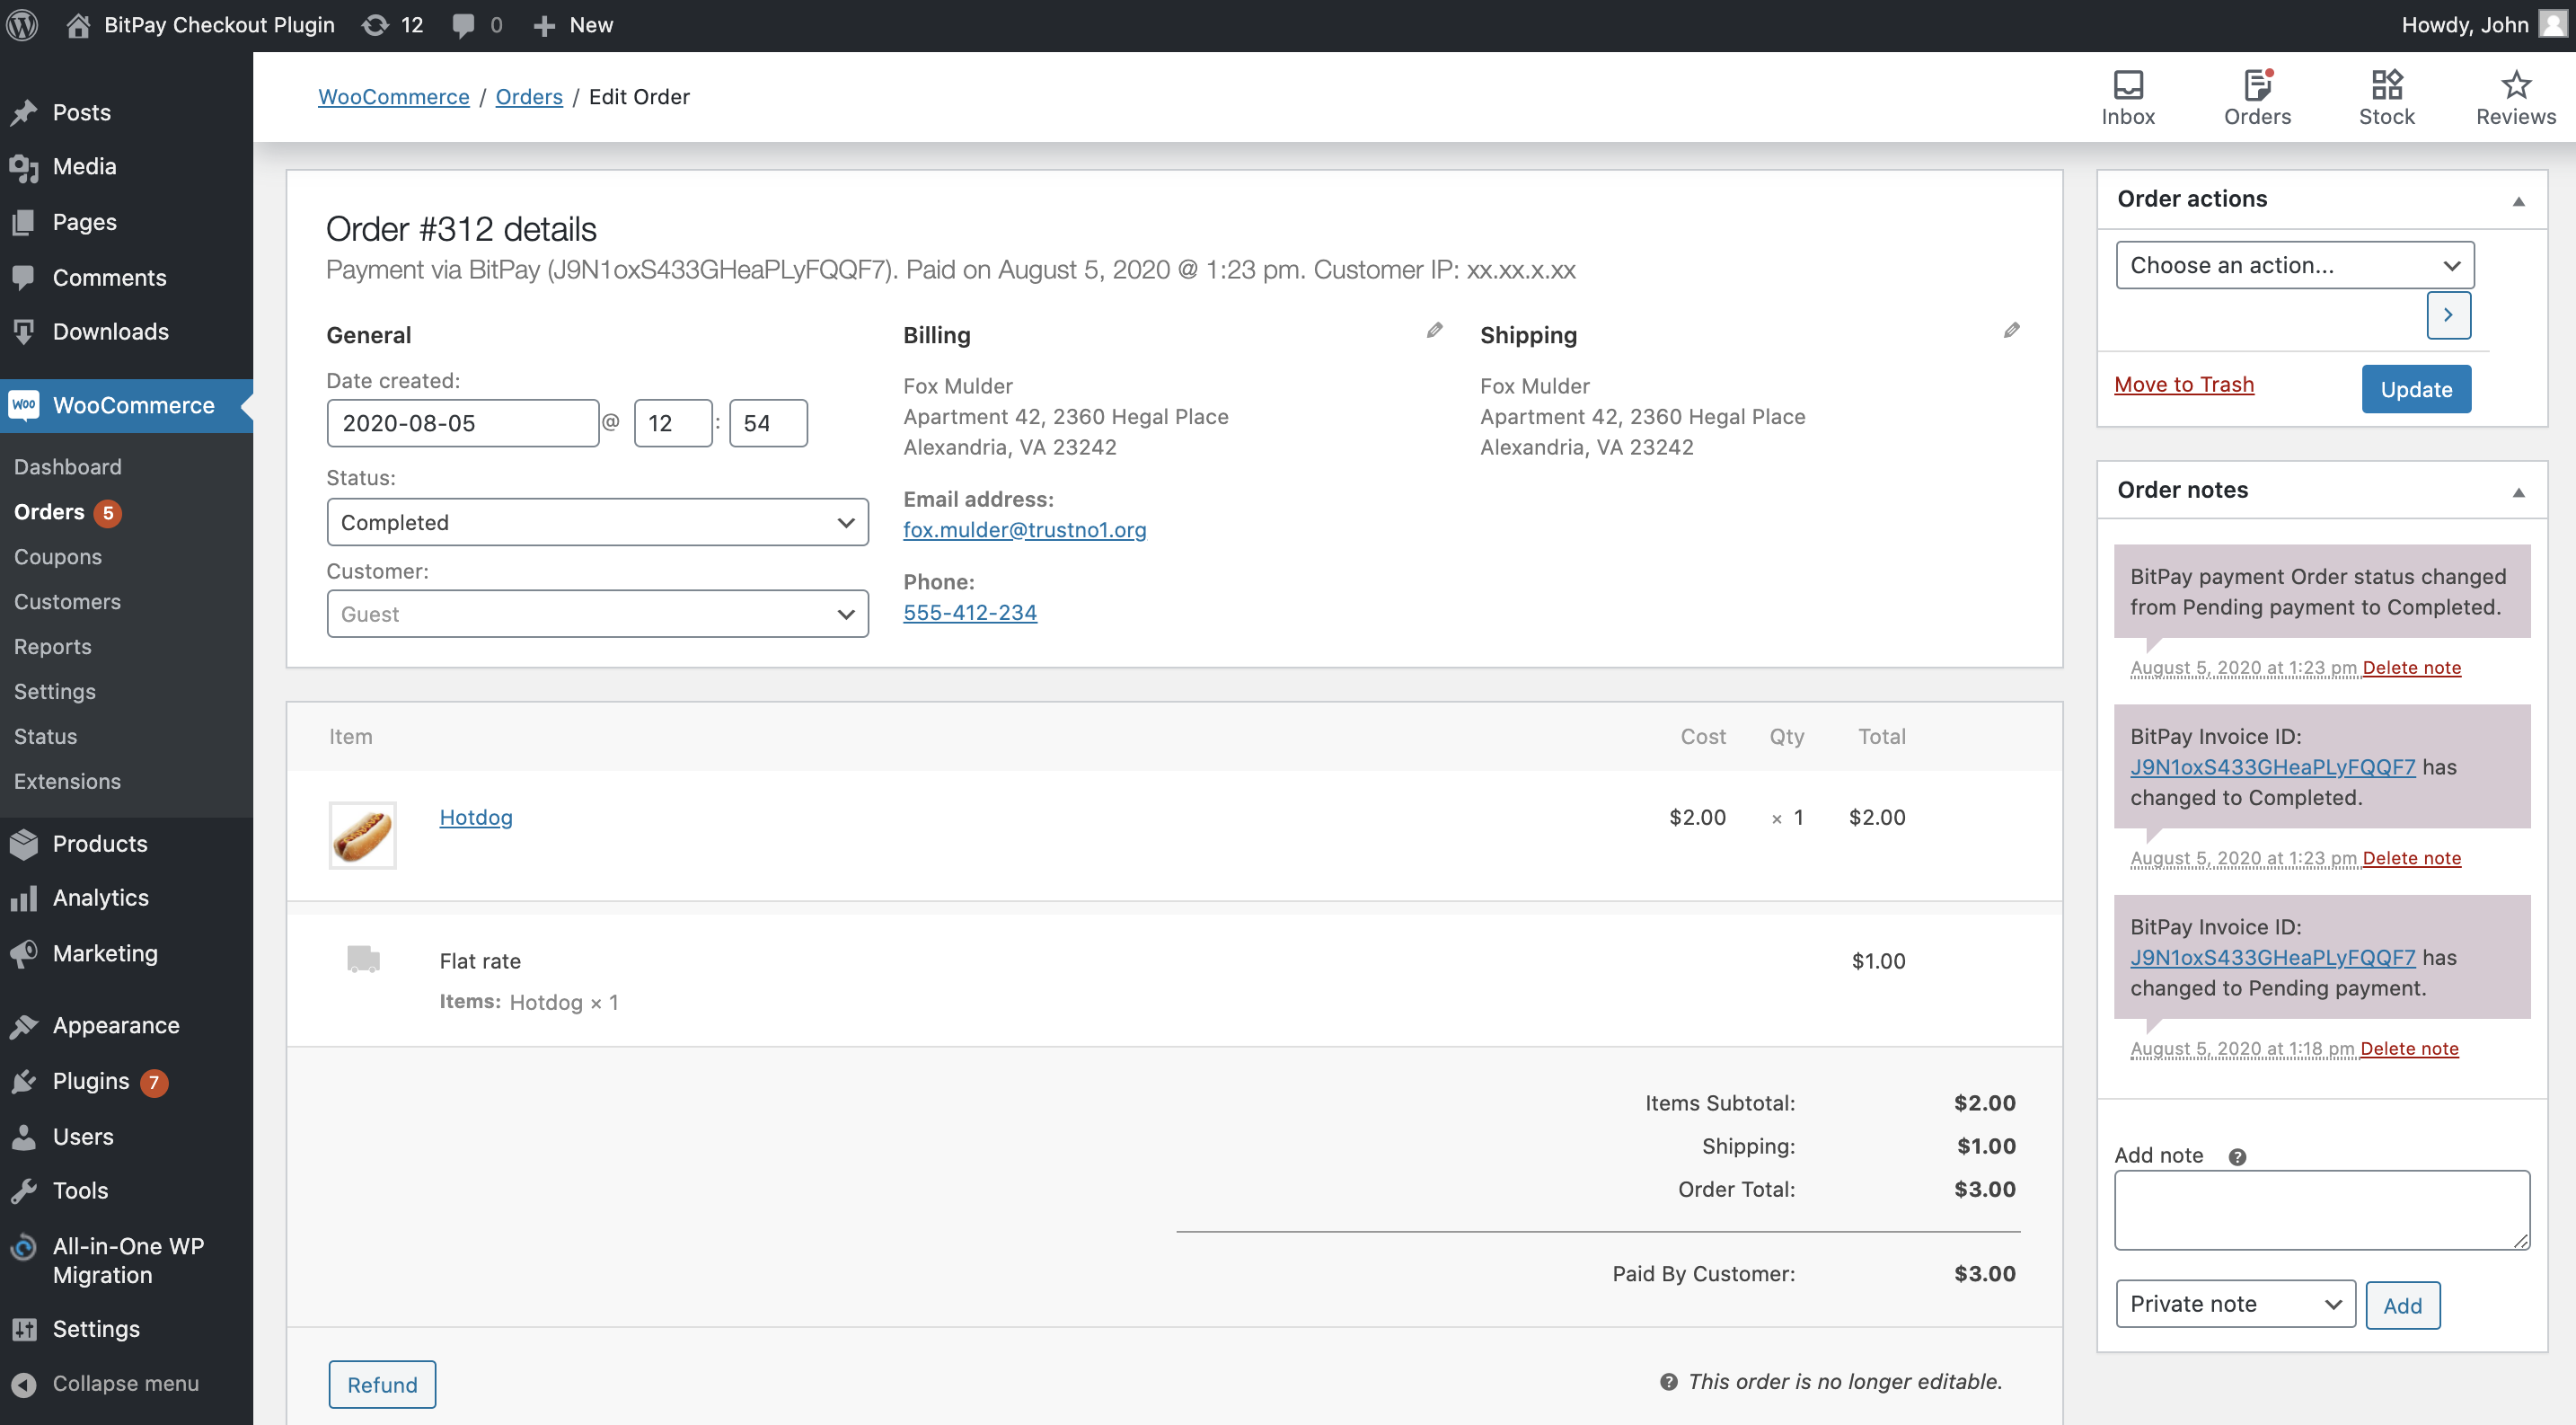 BitPay Checkout Plugin 12 0 New Howdy, John
Posts
Media
Pages
Comments
Downloads
Woo WooCommerce
Dashboard
Orders 5
Coupons
Customers
Reports
Settings
Status
Extensions
Products
Analytics
Marketing
Appearance
Plugins 7
Users
Tools
All-in-One WP
Migration
Settings
Collapse menu
WooCommerce / Orders / Edit Order
Inbox Orders Stock Reviews
Order #312 details
Payment via BitPay (J9N1oxS433GHeaPLyFQQF7). Paid on August 5, 2020 @ 1:23 pm. Customer IP: xx.xx.x.xx
General
Date created:
2020-08-05 @ 12 : 54
Status:
Completed
Customer:
Guest
Billing
Fox Mulder
Apartment 42, 2360 Hegal Place
Alexandria, VA 23242
Email address:
fox.mulder@trustno1.org
Phone:
555-412-234
Shipping
Fox Mulder
Apartment 42, 2360 Hegal Place
Alexandria, VA 23242
Item Cost Qty Total
Hotdog $2.00 × 1 $2.00
Flat rate $1.00
Items: Hotdog × 1
Items Subtotal: $2.00
Shipping: $1.00
Order Total: $3.00
Paid By Customer: $3.00
Refund ? This order is no longer editable.
Order actions
Choose an action...
Move to Trash Update
Order notes
BitPay payment Order status changed
from Pending payment to Completed.
August 5, 2020 at 1:23 pm Delete note
BitPay Invoice ID:
J9N1oxS433GHeaPLyFQQF7 has
changed to Completed.
August 5, 2020 at 1:23 pm Delete note
BitPay Invoice ID:
J9N1oxS433GHeaPLyFQQF7 has
changed to Pending payment.
August 5, 2020 at 1:18 pm Delete note
Add note ?
Private note Add